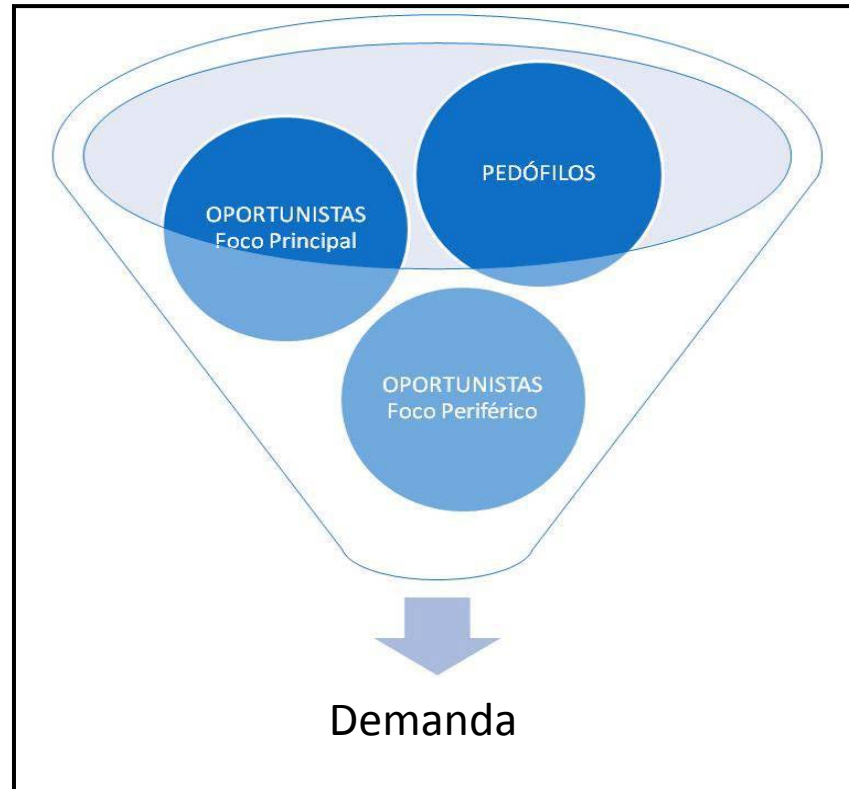 PEDÓFILOS
OPORTUNISTAS
Foco Principal
OPORTUNISTAS
Foco Periférico
Demanda